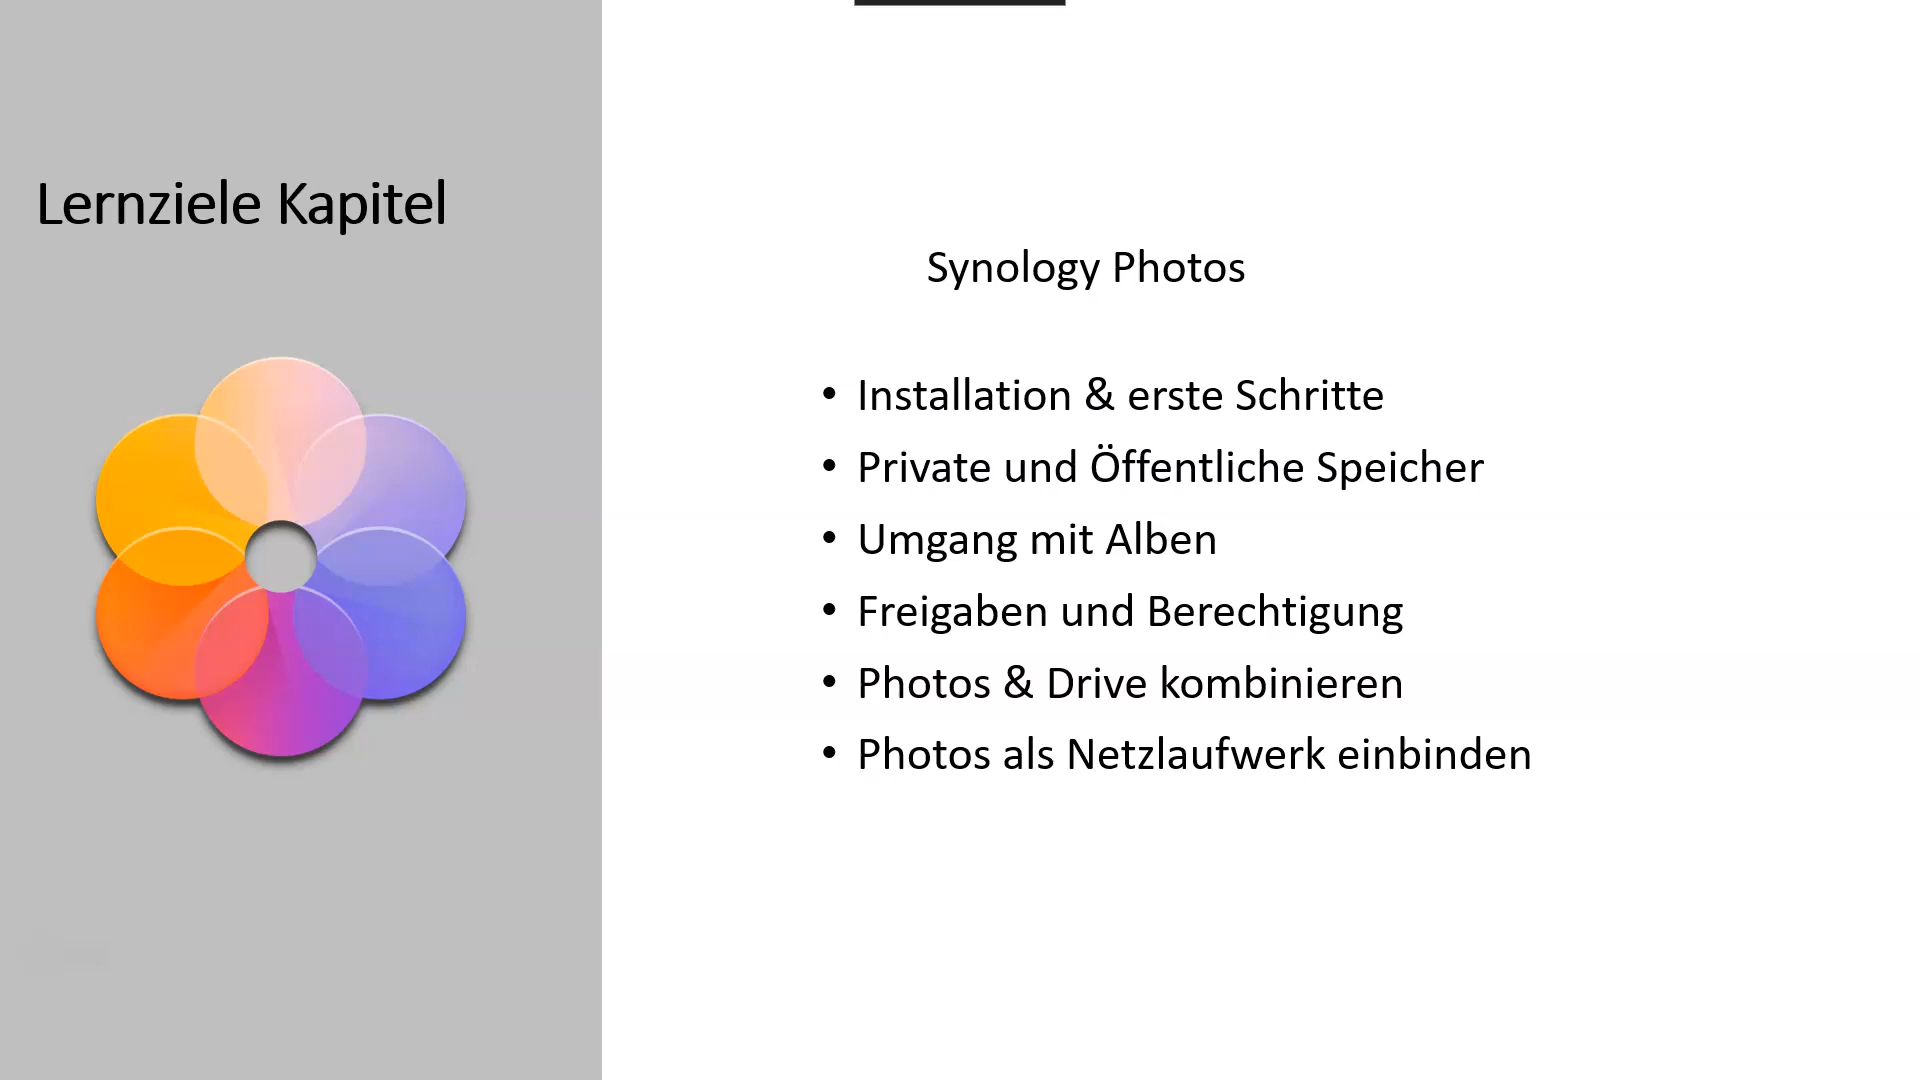 Lernziele Kapitel
Synology Photos
• Installation & erste Schritte
• Private und Öffentliche Speicher
• Umgang mit Alben
• Freigaben und Berechtigung
• Photos & Drive kombinieren
• Photos als Netzlaufwerk einbinden